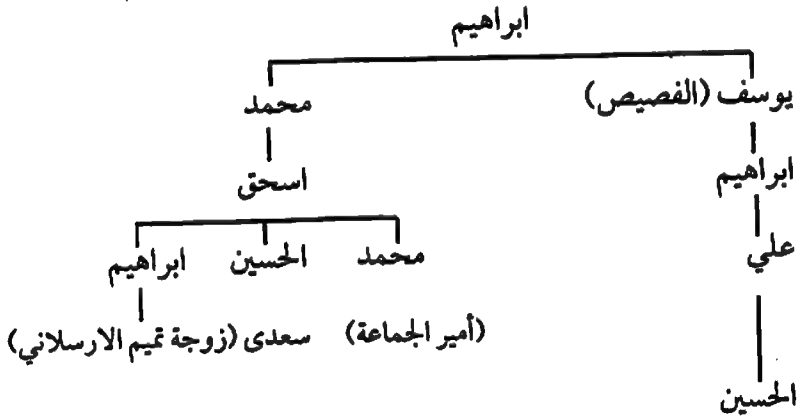 ابراهيم
يوسف (الفصيص)
محمد
ابراهيم
اسحق
علي
محمد
الحسين
ابراهيم
(أمير الجماعة)
سعدى (زوجة تميم الارسلاني)
الحسين